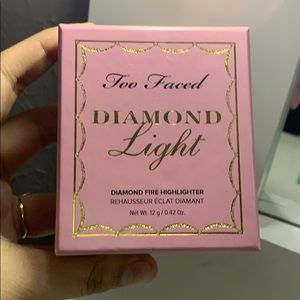 Too Faced
DIAMOND
Light
DIAMOND FIRE HIGHLIGHTER
REHAUSSEUR ÉCLAT DIAMANT
Net Wt. 12 g / 0.42 Oz.